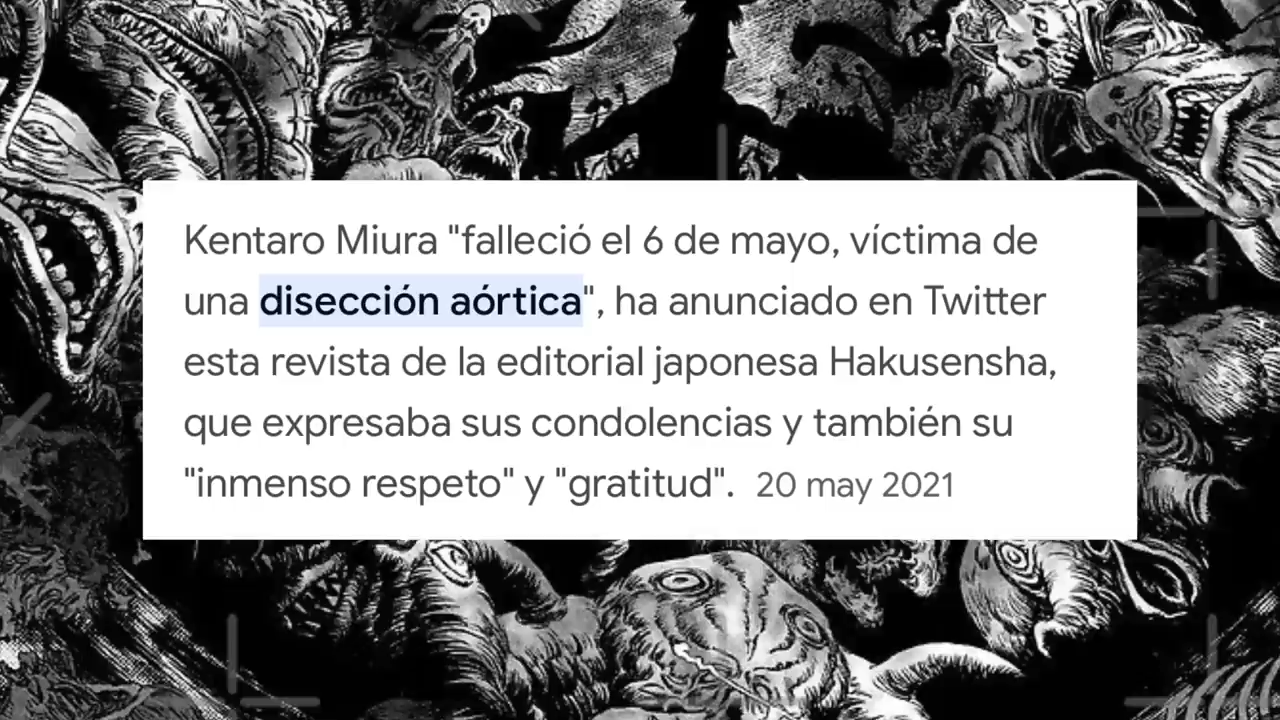 Kentaro Miura "falleció el 6 de mayo, víctima de
una disección aórtica", ha anunciado en Twitter
esta revista de la editorial japonesa Hakusensha,
que expresaba sus condolencias y también su
"inmenso respeto" y "gratitud". 20 may 2021